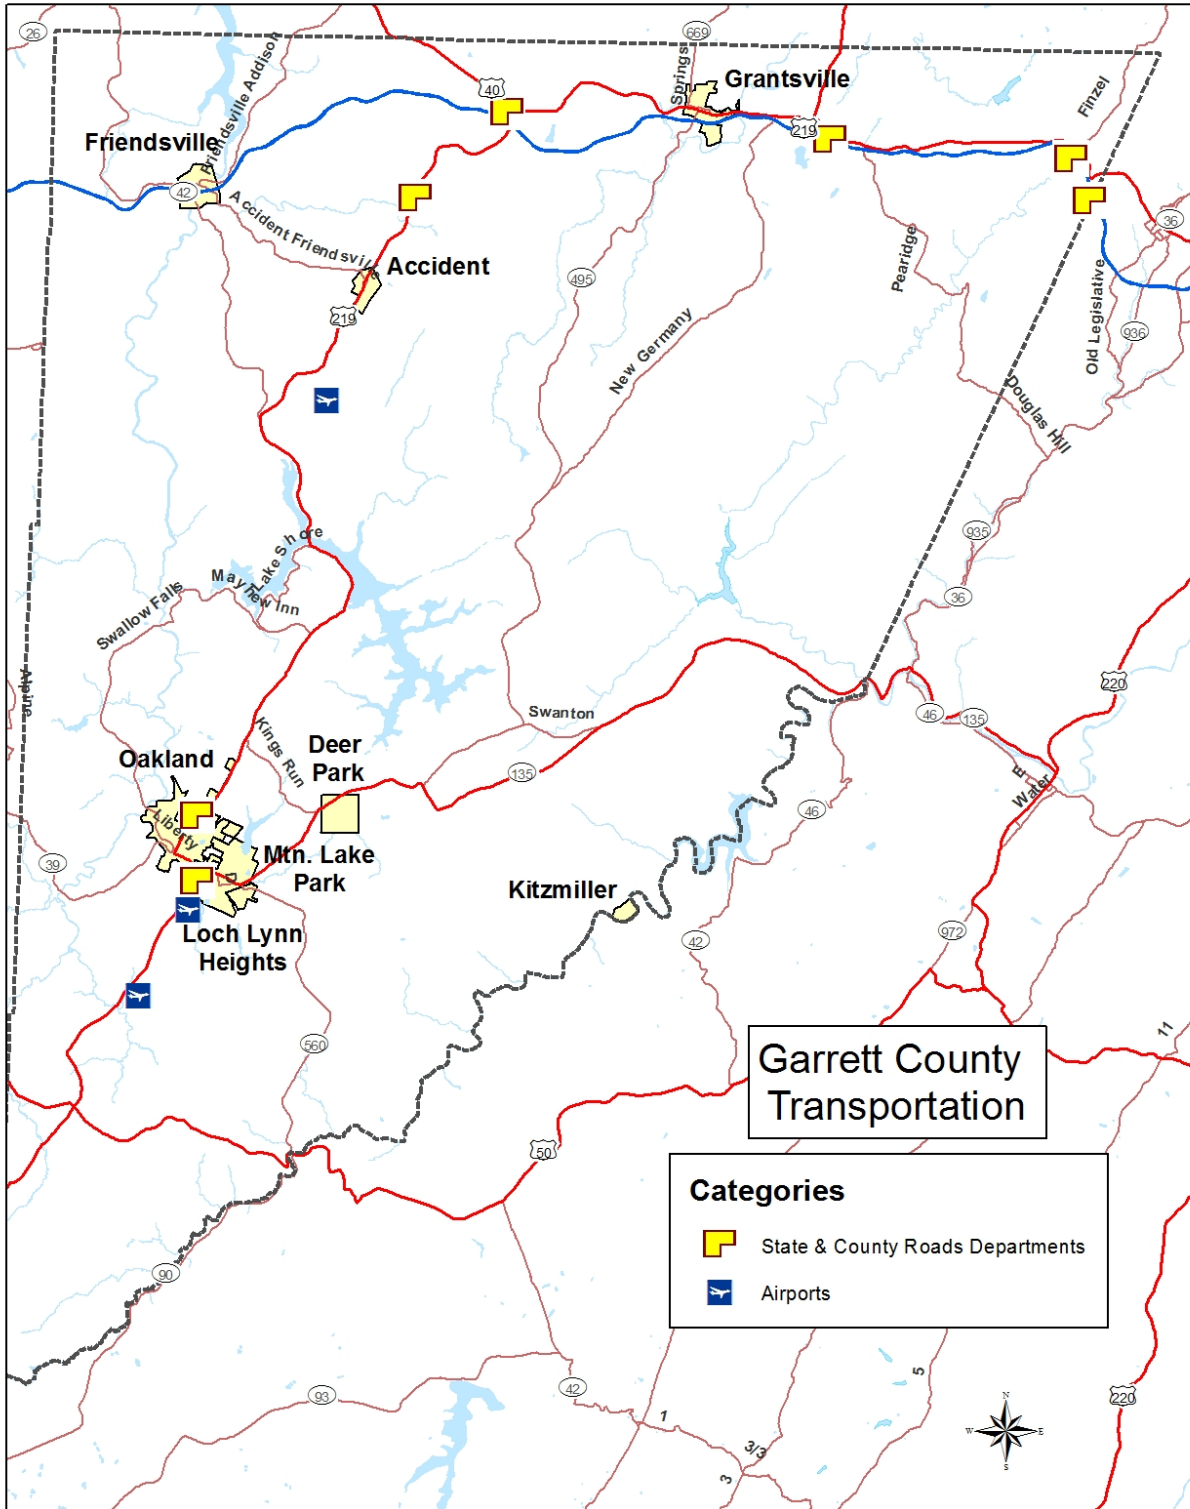 26
669
Friendsville Addison
Springs
Grantsville
40
Finzel
219
Friendsville
42
Accident Friendsville
Accident
36
Pearidge
495
219
New Germany
Old Legislative
936
Douglas Hill
935
Lake Shore
Mayhew Inn
Swallow Falls
36
Alpine
220
Swanton
46
135
Kings Run
Deer
Park
Oakland
135
E
Water
46
Liberty
39
Mtn. Lake
Park
Kitzmiller
Loch Lynn
Heights
42
972
560
11
Garrett County
Transportation
50
Categories
State & County Roads Departments
Airports
90
5
93
42
220
1
3/3
3
N
W
E
S